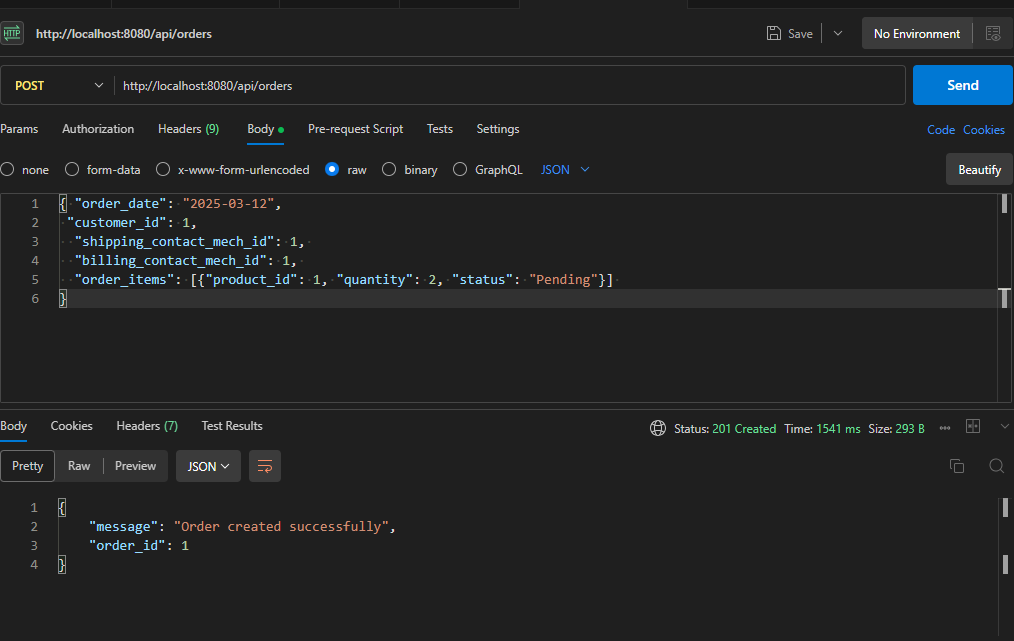 HTTP http://localhost:8080/api/orders Save No Environment
POST http://localhost:8080/api/orders Send
Params Authorization Headers (9) Body Pre-request Script Tests Settings Code Cookies
none form-data x-www-form-urlencoded raw binary GraphQL JSON Beautify
1 { "order_date": "2025-03-12",
2 "customer_id": 1,
3 "shipping_contact_mech_id": 1,
4 "billing_contact_mech_id": 1,
5 "order_items": [{"product_id": 1, "quantity": 2, "status": "Pending"}]
6 }
Body Cookies Headers (7) Test Results Status: 201 Created Time: 1541 ms Size: 293 B
Pretty Raw Preview JSON
1 {
2 "message": "Order created successfully",
3 "order_id": 1
4 }